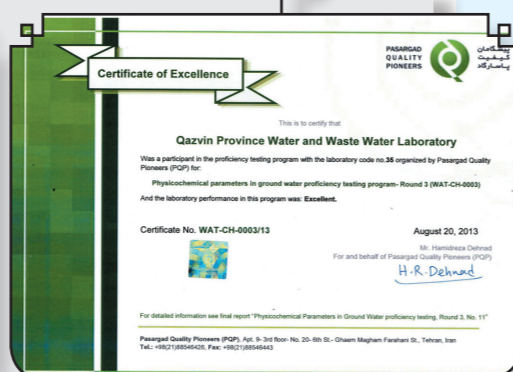 Certificate of Excellence
PASARGAD
QUALITY
PIONEERS
پیشگامان
کیفیت
پاسارگاد
This is to certify that
Qazvin Province Water and Waste Water Laboratory
Was a participant in the proficiency testing program with the laboratory code no.35 organized by Pasargad Quality
Pioneers (PQP) for:
Physicochemical parameters in ground water proficiency testing program- Round 3 (WAT-CH-0003)
And the laboratory performance in this program was: Excellent.
Certificate No. WAT-CH-0003/13
August 20, 2013
Mr. Hamidreza Dehnad
For and behalf of Pasargad Quality Pioneers (PQP)
H.R.Dehnad
For detailed information see final report "Physicochemical Parameters in Ground Water proficiency testing, Round 3, No. 11"
Pasargad Quality Pioneers (PQP), Apt. 9- 3rd floor- No. 20- 6th St.- Ghaem Magham Farahani St., Tehran, Iran
Tel.: +98(21)88546426, Fax: +98(21)88546443